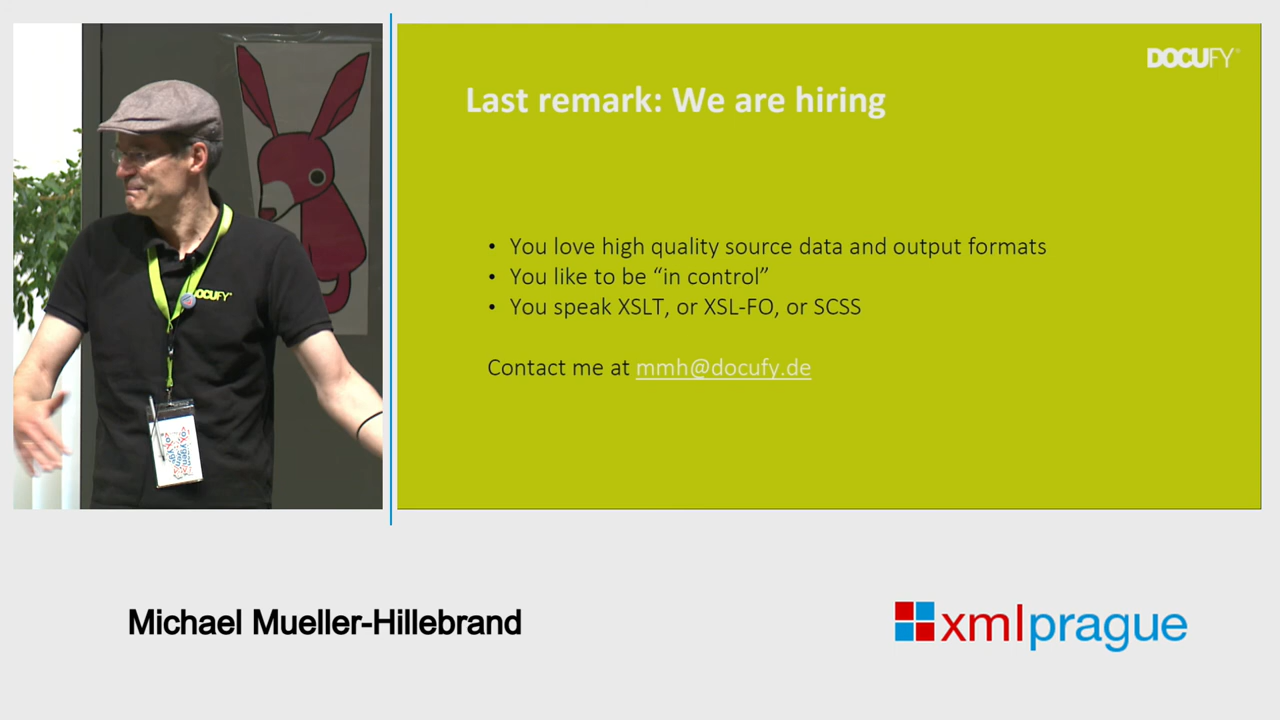 DOCUFY®
Last remark: We are hiring
• You love high quality source data and output formats
• You like to be “in control”
• You speak XSLT, or XSL-FO, or SCSS
Contact me at mmh@docufy.de
DOCUFY
Michael Mueller-Hillebrand
xmlprague